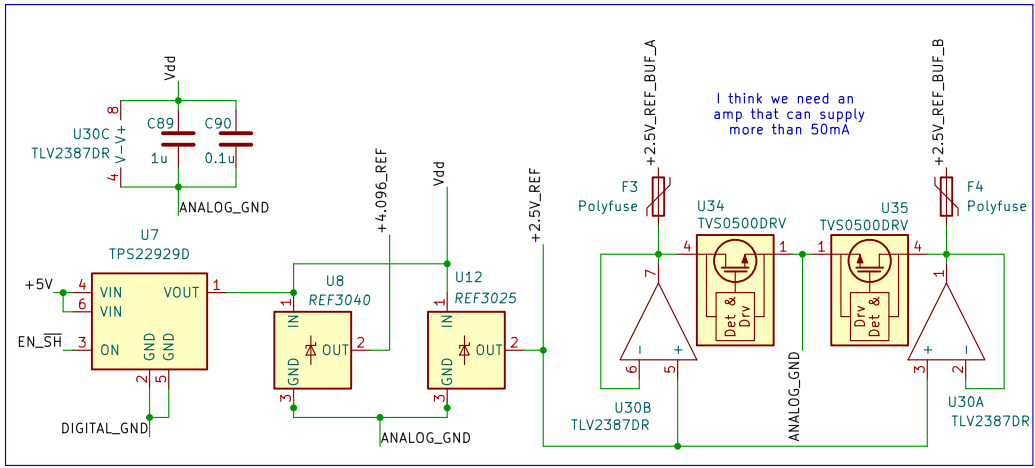 Vdd
8
V+
V-
4
U30C
TLV2387DR
C89
1u
C90
0.1u
ANALOG_GND
U7
TPS22929D
+5V
4
VIN
6
VIN
EN_SH
3
ON
VOUT
1
GND
GND
2
5
DIGITAL_GND
+4.096_REF
U8
REF3040
1
IN
OUT
2
GND
3
Vdd
U12
REF3025
1
IN
OUT
2
GND
3
ANALOG_GND
+2.5V_REF
+2.5V_REF_BUF_A
F3
Polyfuse
U34
TVS0500DRV
4
1
Det &
Drv
7
6
5
-
+
U30B
TLV2387DR
ANALOG_GND
I think we need an
amp that can supply
more than 50mA
+2.5V_REF_BUF_B
F4
Polyfuse
U35
TVS0500DRV
1
4
Drv
Det &
1
+
-
3
2
U30A
TLV2387DR